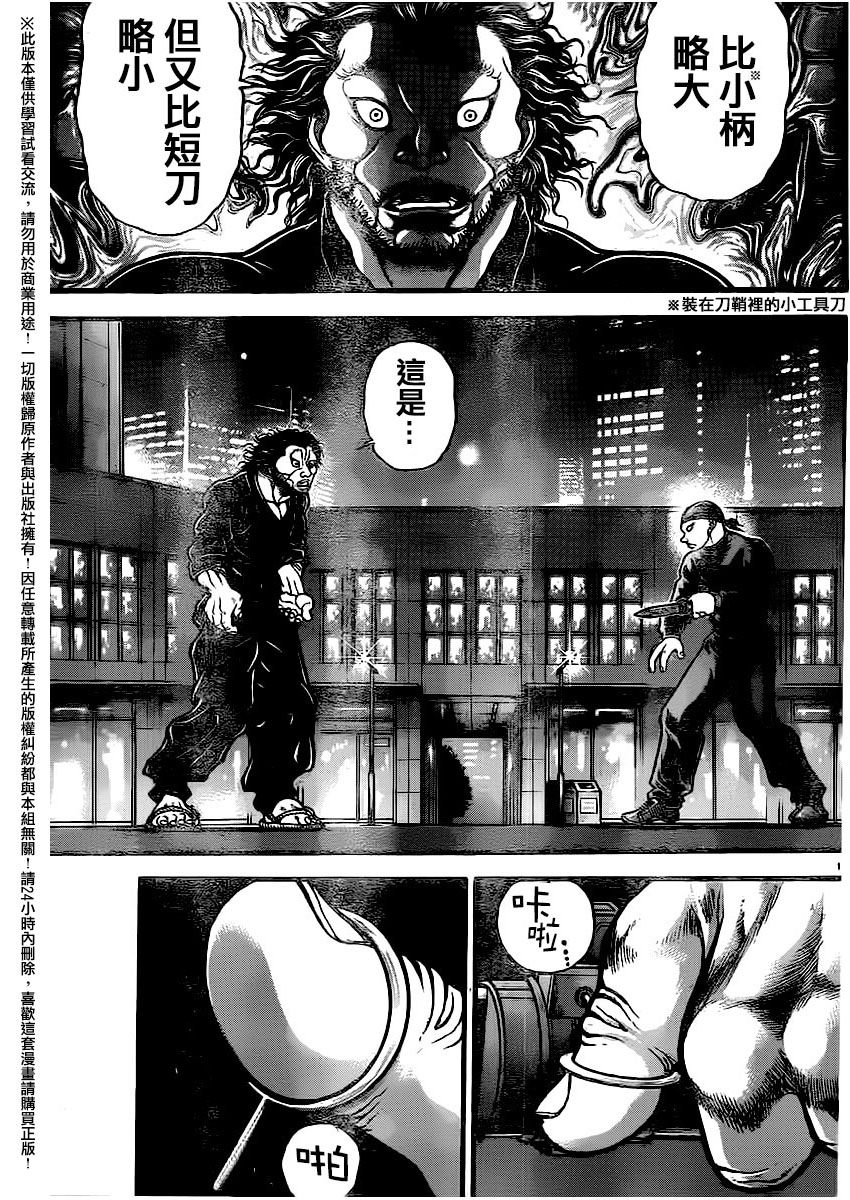 比※小柄
略大
但又比短刀
略小
※裝在刀鞘裡的小工具刀
這是…
1
咔
啦…
啪
※此版本僅供學習試看交流，請勿用於商業用途！一切版權歸原作者與出版社擁有！因任意轉載所產生的版權糾紛都與本組無關！請24小時內刪除，喜歡這套漫畫請購買正版！